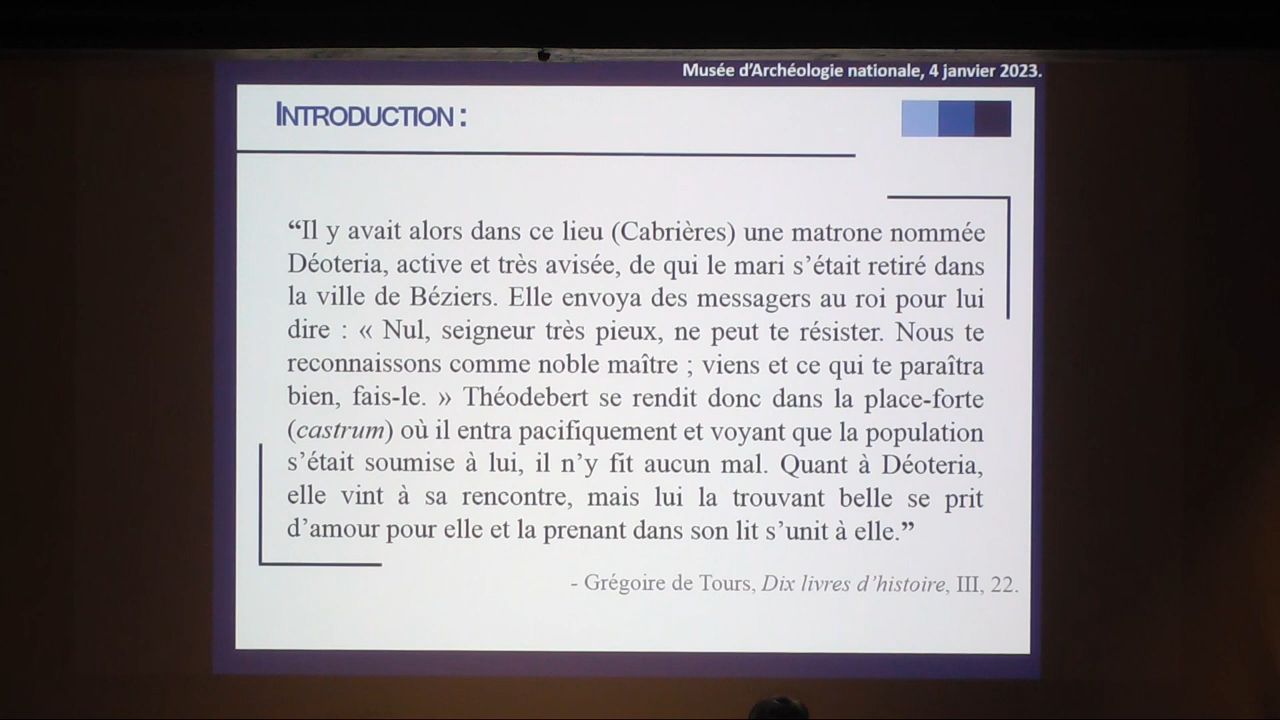 Musée d’Archéologie nationale, 4 janvier 2023.
INTRODUCTION :
“Il y avait alors dans ce lieu (Cabrières) une matrone nommée
Déoteria, active et très avisée, de qui le mari s’était retiré dans
la ville de Béziers. Elle envoya des messagers au roi pour lui
dire : « Nul, seigneur très pieux, ne peut te résister. Nous te
reconnaissons comme noble maître ; viens et ce qui te paraîtra
bien, fais-le. » Théodebert se rendit donc dans la place-forte
(castrum) où il entra pacifiquement et voyant que la population
s’était soumise à lui, il n’y fit aucun mal. Quant à Déoteria,
elle vint à sa rencontre, mais lui la trouvant belle se prit
d’amour pour elle et la prenant dans son lit s’unit à elle.”
- Grégoire de Tours, Dix livres d’histoire, III, 22.